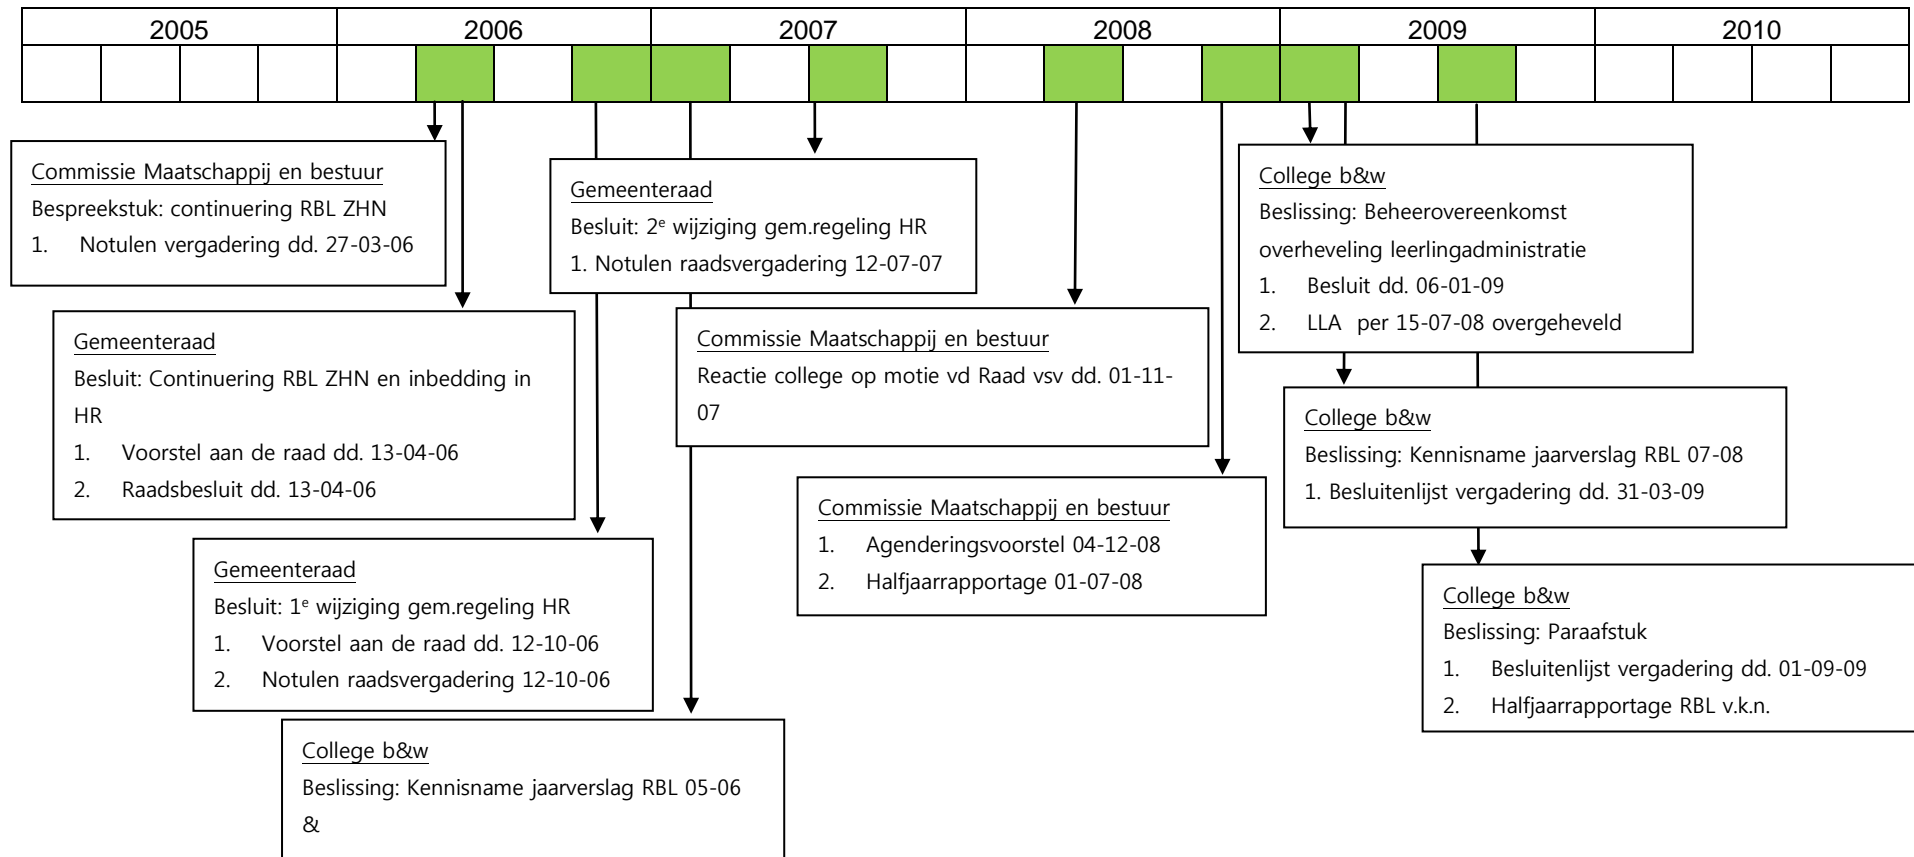 2005 2006 2007 2008 2009 2010
Commissie Maatschappij en bestuur
Bespreekstuk: continuering RBL ZHN
1. Notulen vergadering dd. 27-03-06
Gemeenteraad
Besluit: Continuering RBL ZHN en inbedding in
HR
1. Voorstel aan de raad dd. 13-04-06
2. Raadsbesluit dd. 13-04-06
Gemeenteraad
Besluit: 1e wijziging gem.regeling HR
1. Voorstel aan de raad dd. 12-10-06
2. Notulen raadsvergadering 12-10-06
College b&w
Beslissing: Kennisname jaarverslag RBL 05-06
&
Gemeenteraad
Besluit: 2e wijziging gem.regeling HR
1. Notulen raadsvergadering 12-07-07
Commissie Maatschappij en bestuur
Reactie college op motie vd Raad vsv dd. 01-11-
07
Commissie Maatschappij en bestuur
1. Agenderingsvoorstel 04-12-08
2. Halfjaarrapportage 01-07-08
College b&w
Beslissing: Beheerovereenkomst
overheveling leerlingadministratie
1. Besluit dd. 06-01-09
2. LLA per 15-07-08 overgeheveld
College b&w
Beslissing: Kennisname jaarverslag RBL 07-08
1. Besluitenlijst vergadering dd. 31-03-09
College b&w
Beslissing: Paraafstuk
1. Besluitenlijst vergadering dd. 01-09-09
2. Halfjaarrapportage RBL v.k.n.